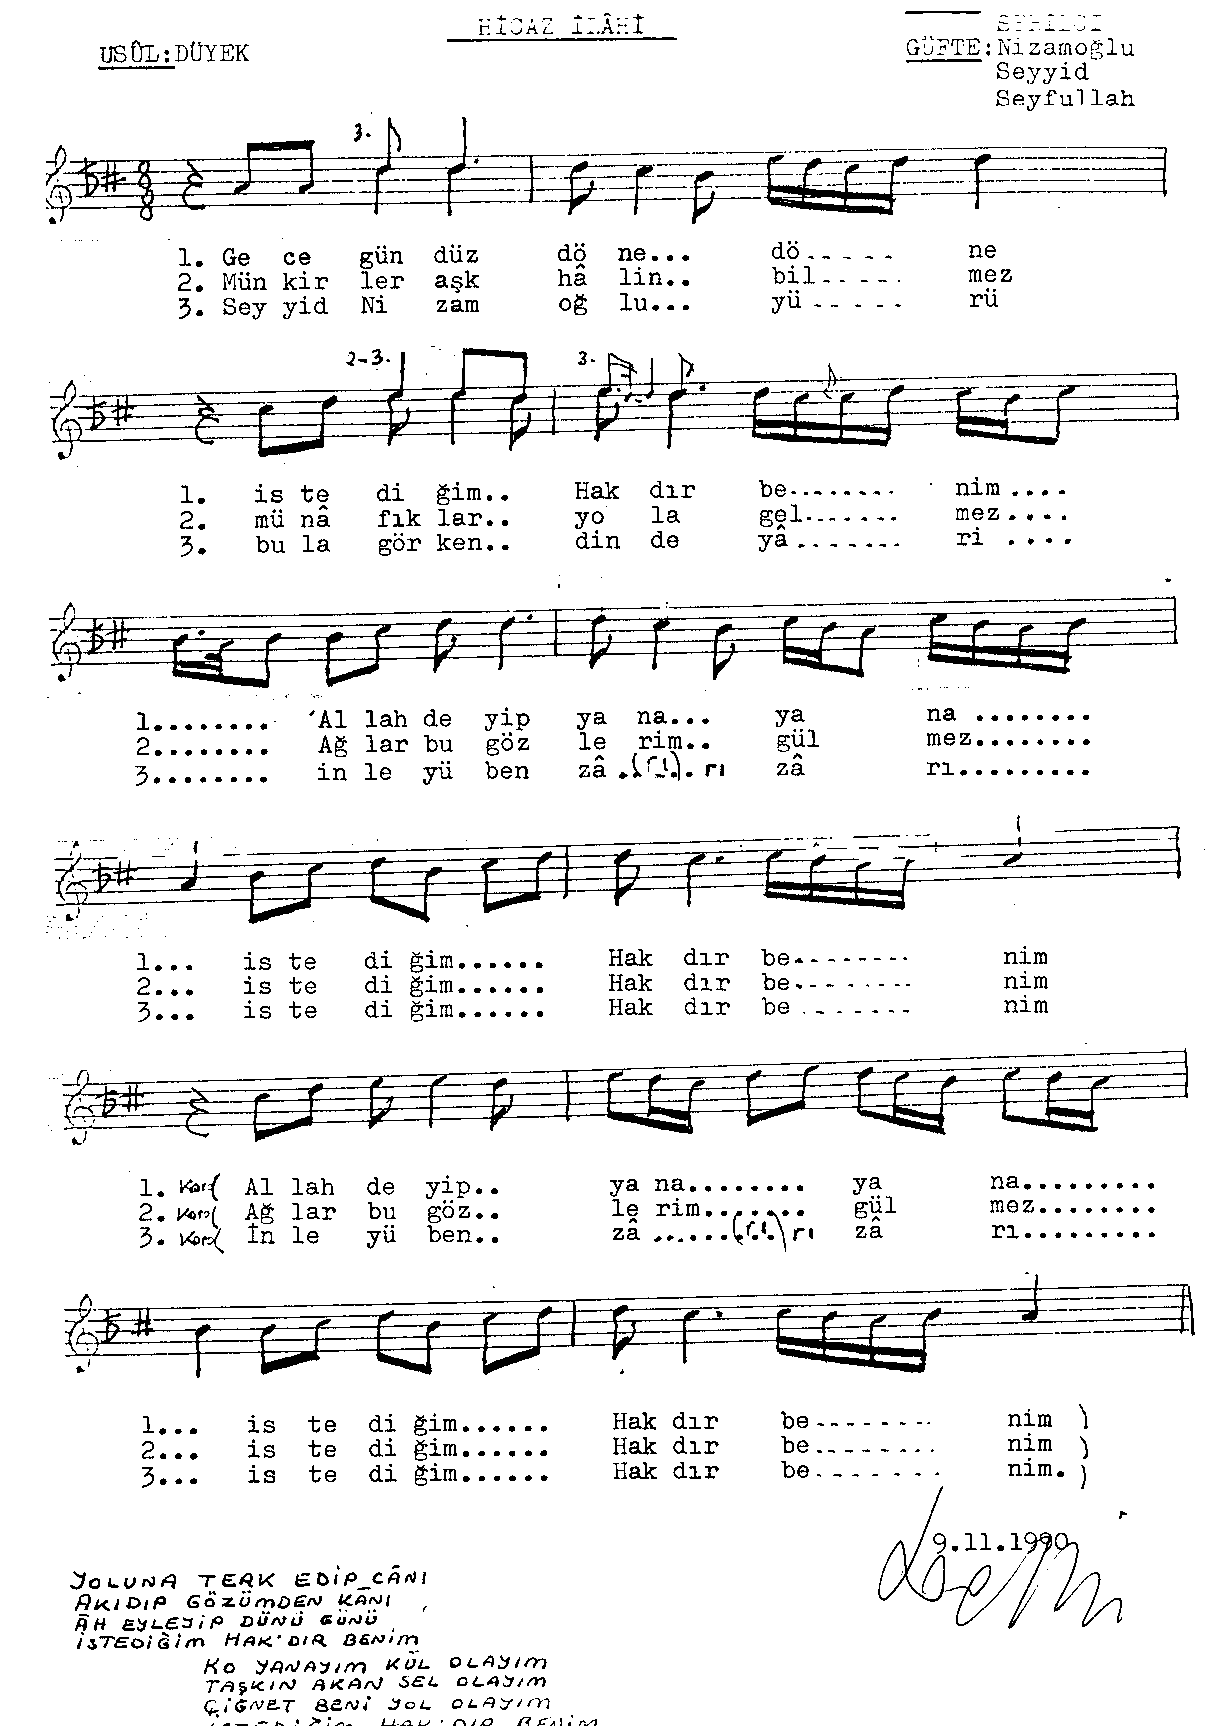 HİCAZ İLÂHİ
USÛL:DÜYEK
GÜFTE:Nizamoğlu
Seyyid
Seyfullah
3.
1. Ge ce gün düz dö ne... dö..... ne
2. Mün kir ler aşk hâ lin.. bil..... mez
3. Sey yid Ni zam oğ lu... yü..... rü
2-3. 3.
1. is te di ğim.. Hak dır be........ nim....
2. mü nâ fık lar.. yo la gel....... mez....
3. bu la gör ken.. din de yâ....... ri ....
1........ Al lah de yip ya na... ya na ........
2........ Ağ lar bu göz le rim.. gül mez........
3........ in le yü ben zâ .(.).. rı zâ rı.........
1... is te di ğim...... Hak dır be........ nim
2... is te di ğim...... Hak dır be........ nim
3... is te di ğim...... Hak dır be........ nim
1. Koro( Al lah de yip.. ya na........ ya na.........
2. Koro( Ağ lar bu göz.. le rim....... gül mez........
3. Koro( İn le yü ben.. zâ ......(...)rı zâ rı.........
1... is te di ğim...... Hak dır be........ nim )
2... is te di ğim...... Hak dır be........ nim )
3... is te di ğim...... Hak dır be........ nim. )
9.11.1990
YOLUNA TERK EDİP CÂNI
AKIDIP GÖZÜMDEN KANI
ÂH EYLEYİP DÜNÜ GÜNÜ
İSTEDİĞİM HAK'DIR BENİM
KO YANAYIM KÜL OLAYIM
TAŞKIN AKAN SEL OLAYIM
ÇİĞNET BENİ YOL OLAYIM
İSTEDİĞİM HAK'DIR BENİM